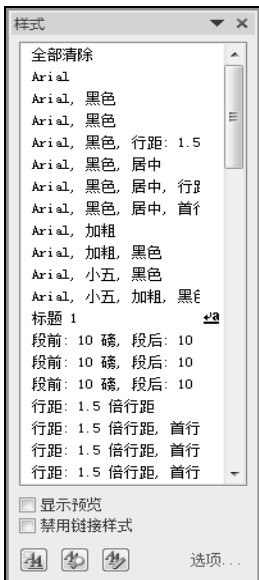 样式
全部清除
Arial
Arial, 黑色
Arial, 黑色
Arial, 黑色, 行距: 1.5
Arial, 黑色, 居中
Arial, 黑色, 居中, 行距
Arial, 黑色, 居中, 首行
Arial, 加粗
Arial, 加粗, 黑色
Arial, 小五, 黑色
Arial, 小五, 加粗, 黑色
标题 1
段前: 10 磅, 段后: 10
段前: 10 磅, 段后: 10
段前: 10 磅, 段后: 10
行距: 1.5 倍行距
行距: 1.5 倍行距, 首行
行距: 1.5 倍行距, 首行
行距: 1.5 倍行距, 首行
显示预览
禁用链接样式
选项...